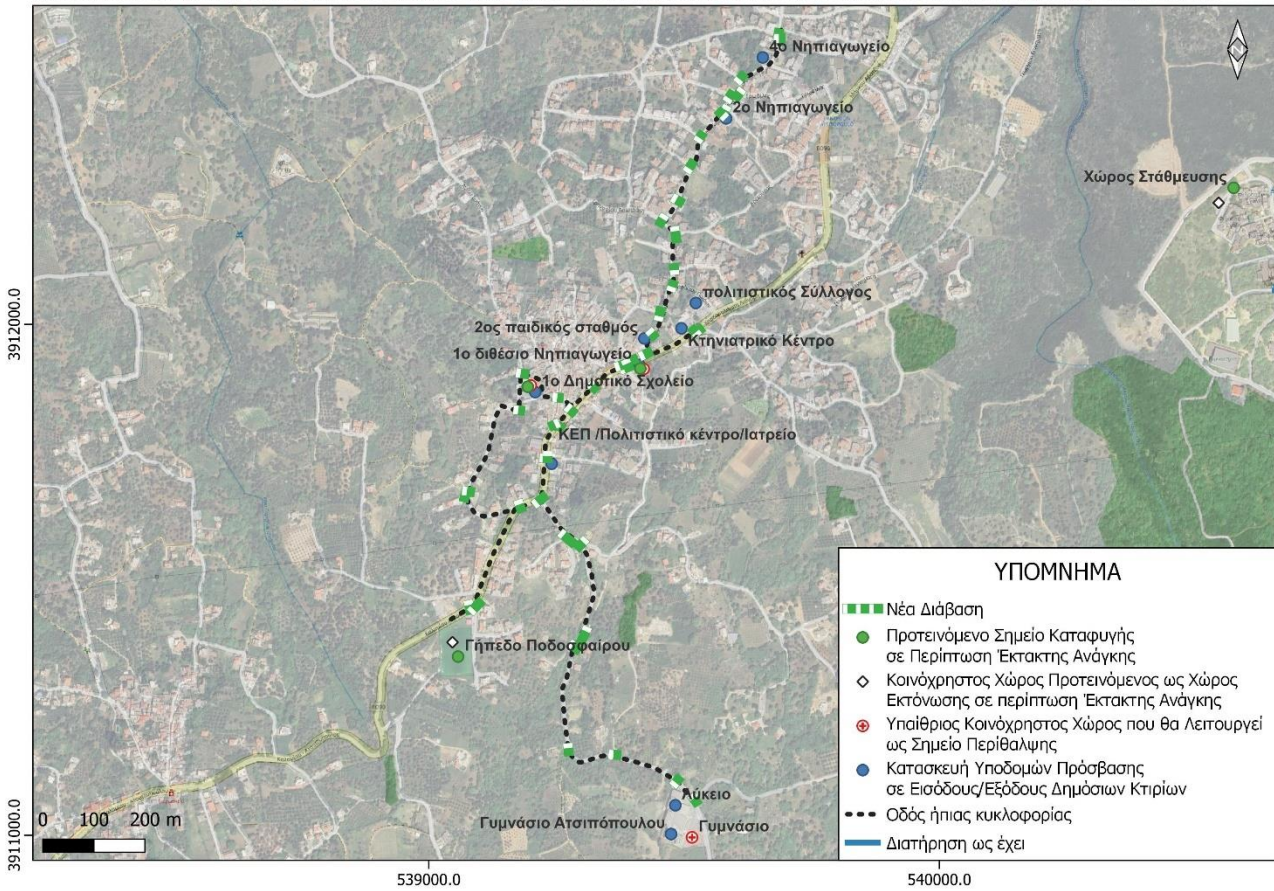 N
4ο Νηπιαγωγείο
2ο Νηπιαγωγείο
Χώρος Στάθμευσης
πολιτιστικός Σύλλογος
2ος παιδικός σταθμός
Κτηνιατρικό Κέντρο
1ο διθέσιο Νηπιαγωγείο
1ο Δημοτικό Σχολείο
ΚΕΠ /Πολιτιστικό κέντρο/Ιατρείο
Γήπεδο Ποδοσφαίρου
Λύκειο
Γυμνάσιο Ατσιπόπουλου
Γυμνάσιο
3912000.0
3911000.0
539000.0
540000.0
0 100 200 m
ΥΠΟΜΝΗΜΑ
Νέα Διάβαση
Προτεινόμενο Σημείο Καταφυγής
σε Περίπτωση Έκτακτης Ανάγκης
Κοινόχρηστος Χώρος Προτεινόμενος ως Χώρος
Εκτόνωσης σε περίπτωση Έκτακτης Ανάγκης
Υπαίθριος Κοινόχρηστος Χώρος που θα Λειτουργεί
ως Σημείο Περίθαλψης
Κατασκευή Υποδομών Πρόσβασης
σε Εισόδους/Εξόδους Δημόσιων Κτιρίων
Οδός ήπιας κυκλοφορίας
Διατήρηση ως έχει